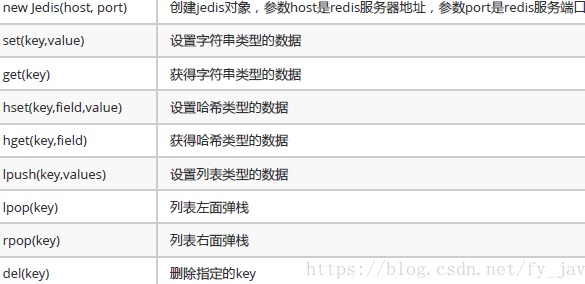 new Jedis(host, port) 创建jedis对象，参数host是redis服务器地址，参数port是redis服务端口
set(key,value) 设置字符串类型的数据
get(key) 获得字符串类型的数据
hset(key,field,value) 设置哈希类型的数据
hget(key,field) 获得哈希类型的数据
lpush(key,values) 设置列表类型的数据
lpop(key) 列表左面弹栈
rpop(key) 列表右面弹栈
del(key) 删除指定的key
https://blog.csdn.net/fy_jav